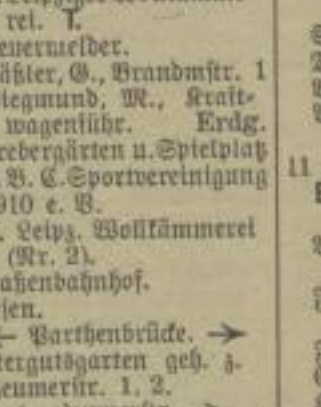 rei. T.
euermelder.
äßler, G., Brandmstr. 1
iegmund, M., Kraft-
wagenführ. Erdg.
rebergärten u. Spielplatz
. B. C. Sportvereinigung
910 e. V.
. Leipz. Wollkämmerei
(Nr. 2).
aßenbahnhof.
sen.
← Parthenbrücke. →
tergutsgarten geh. z.
eumerstr. 1. 2.
11